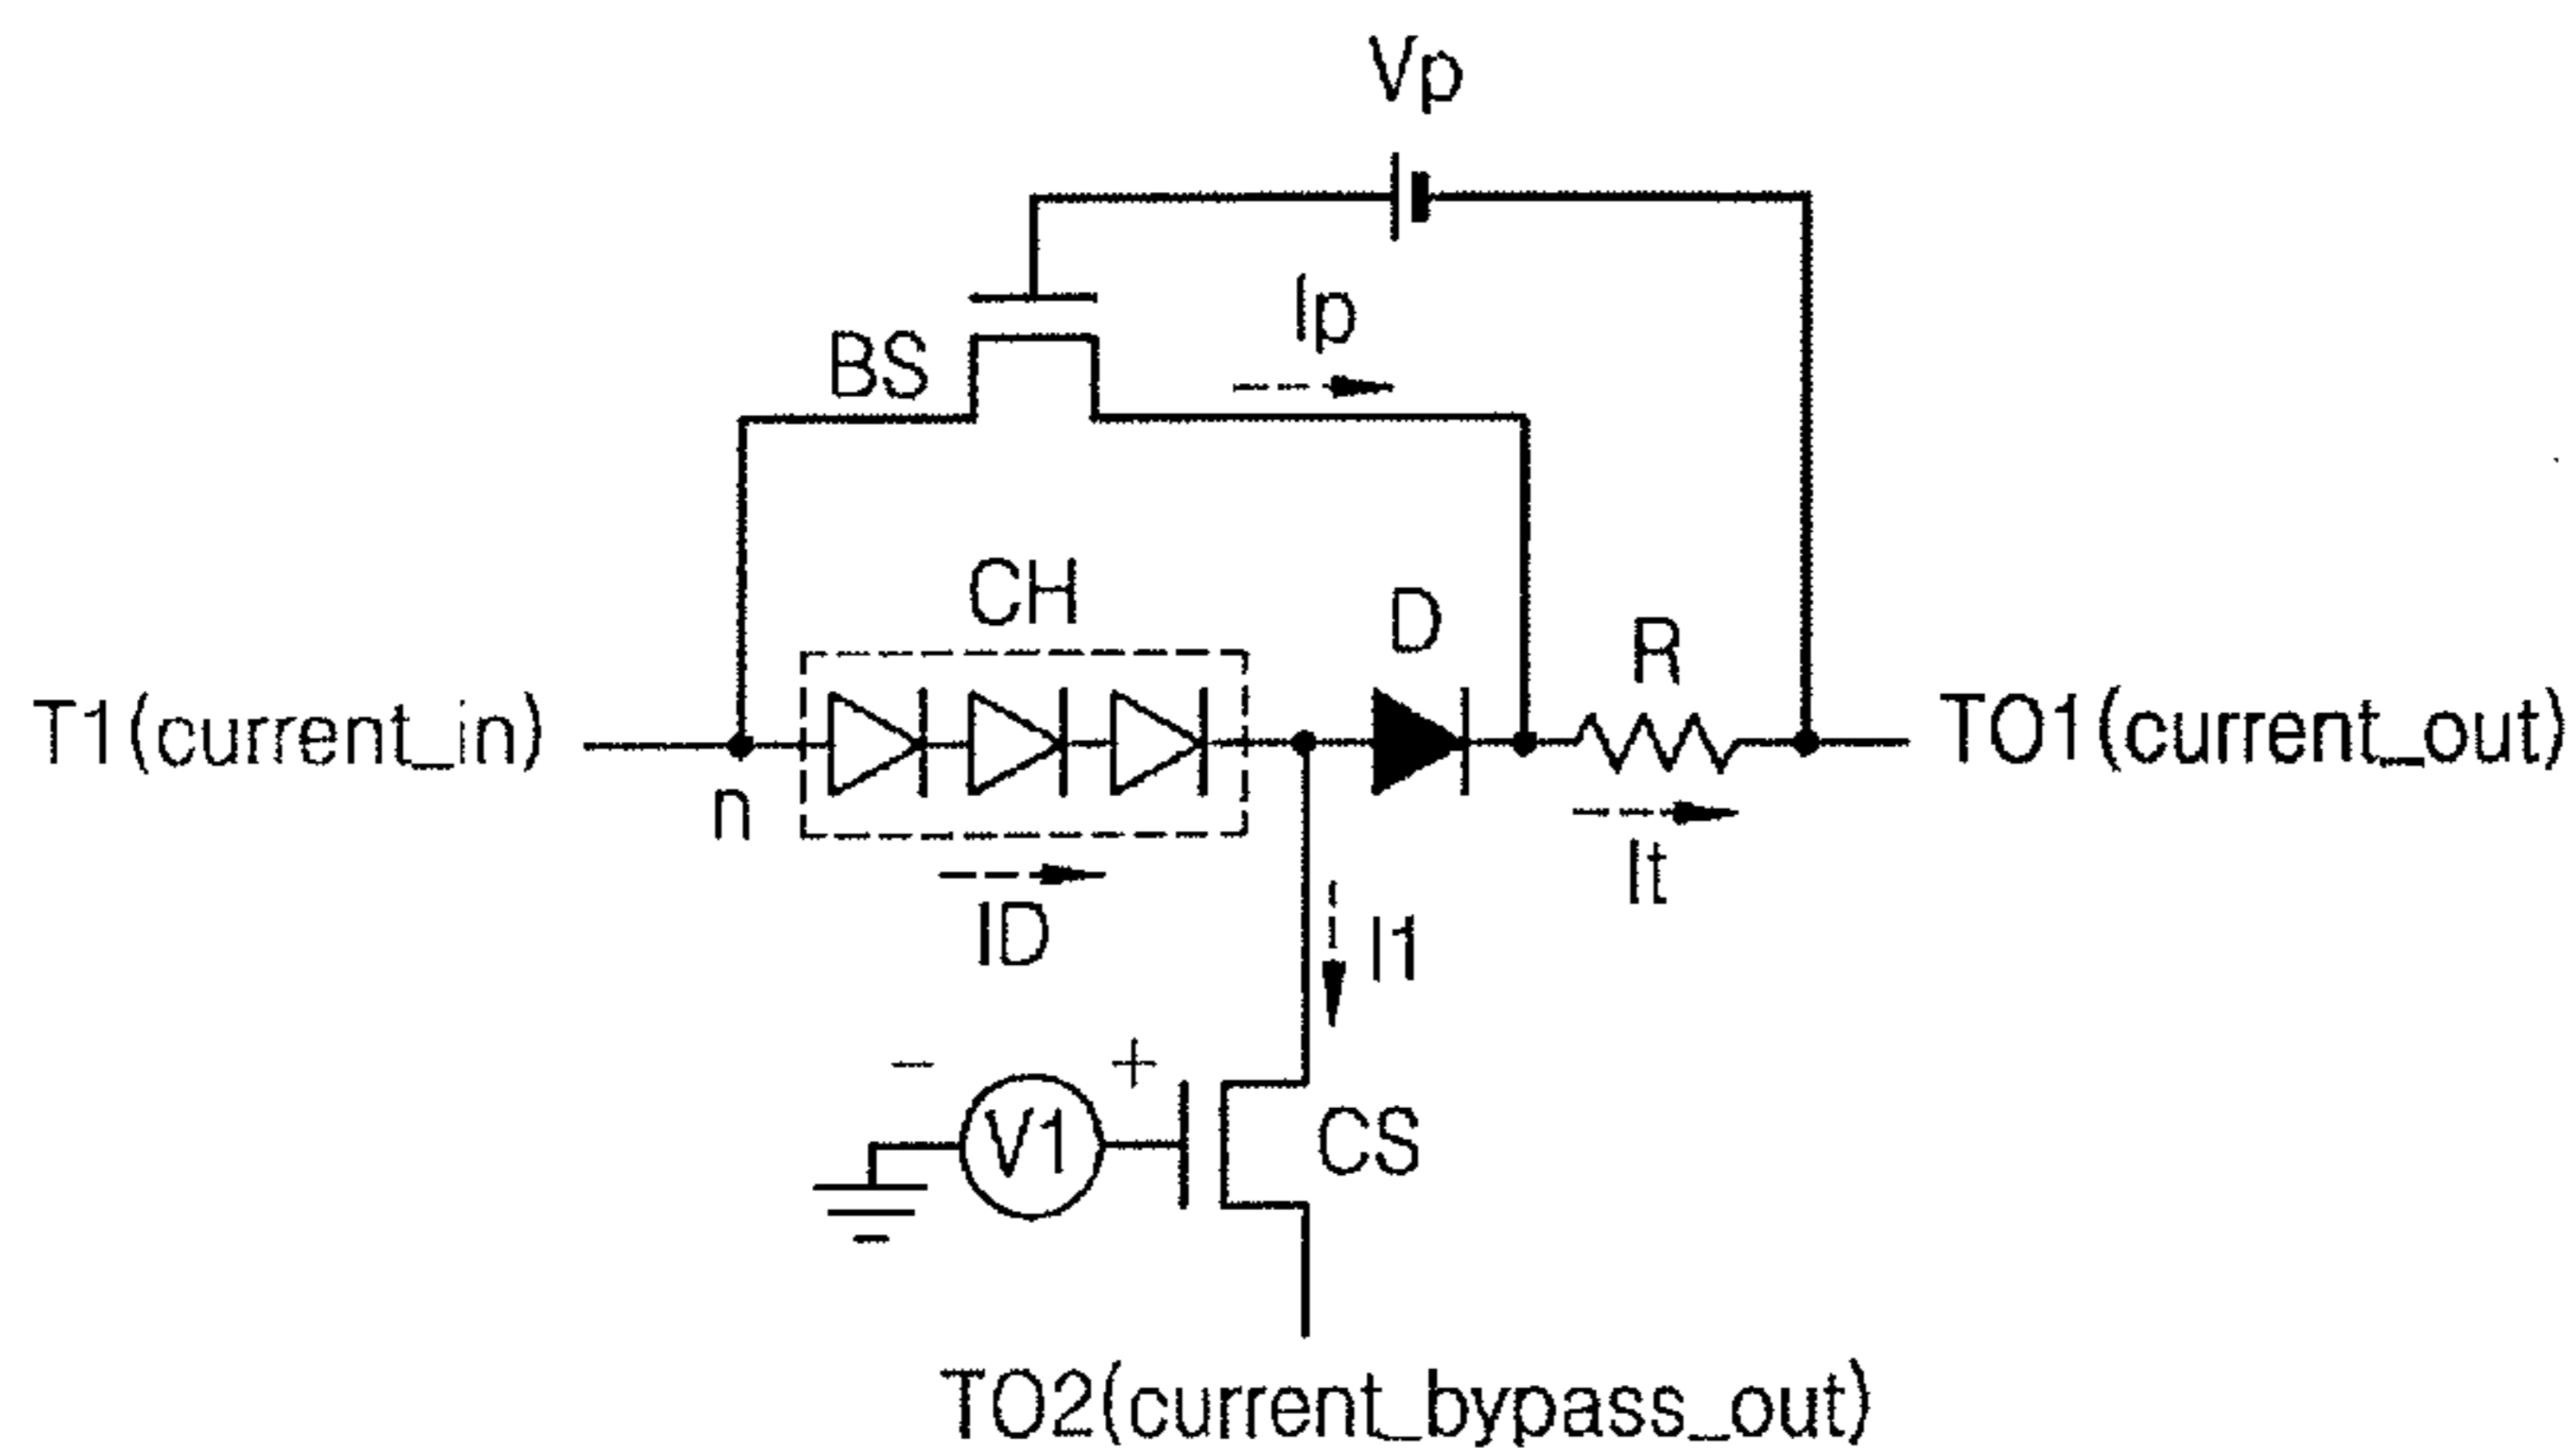 Vp
Ip
BS
CH
D
R
T1(current_in)
TO1(current_out)
n
It
ID
I1
- +
V1
CS
TO2(current_bypass_out)